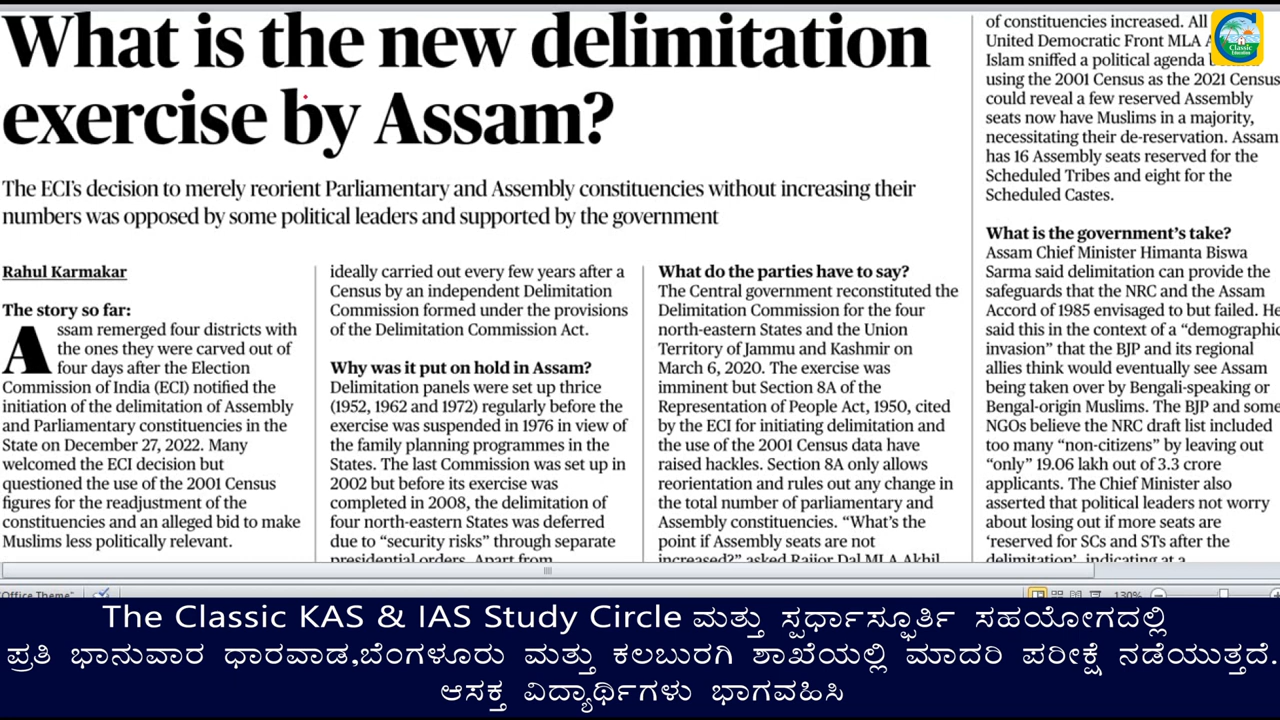 What is the new delimitation
exercise by Assam?
The ECI’s decision to merely reorient Parliamentary and Assembly constituencies without increasing their
numbers was opposed by some political leaders and supported by the government
Rahul Karmakar
The story so far:
Assam remerged four districts with
the ones they were carved out of
four days after the Election
Commission of India (ECI) notified the
initiation of the delimitation of Assembly
and Parliamentary constituencies in the
State on December 27, 2022. Many
welcomed the ECI decision but
questioned the use of the 2001 Census
figures for the readjustment of the
constituencies and an alleged bid to make
Muslims less politically relevant.
ideally carried out every few years after a
Census by an independent Delimitation
Commission formed under the provisions
of the Delimitation Commission Act.
Why was it put on hold in Assam?
Delimitation panels were set up thrice
(1952, 1962 and 1972) regularly before the
exercise was suspended in 1976 in view of
the family planning programmes in the
States. The last Commission was set up in
2002 but before its exercise was
completed in 2008, the delimitation of
four north-eastern States was deferred
due to “security risks” through separate
presidential orders. Apart from
What do the parties have to say?
The Central government reconstituted the
Delimitation Commission for the four
north-eastern States and the Union
Territory of Jammu and Kashmir on
March 6, 2020. The exercise was
imminent but Section 8A of the
Representation of People Act, 1950, cited
by the ECI for initiating delimitation and
the use of the 2001 Census data have
raised hackles. Section 8A only allows
reorientation and rules out any change in
the total number of parliamentary and
Assembly constituencies. “What’s the
point if Assembly seats are not
increased?” asked Raijor Dal MLA Akhil
of constituencies increased. All
United Democratic Front MLA
Islam sniffed a political agenda
using the 2001 Census as the 2021 Census
could reveal a few reserved Assembly
seats now have Muslims in a majority,
necessitating their de-reservation. Assam
has 16 Assembly seats reserved for the
Scheduled Tribes and eight for the
Scheduled Castes.
What is the government’s take?
Assam Chief Minister Himanta Biswa
Sarma said delimitation can provide the
safeguards that the NRC and the Assam
Accord of 1985 envisaged to but failed. He
said this in the context of a “demographic
invasion” that the BJP and its regional
allies think would eventually see Assam
being taken over by Bengali-speaking or
Bengal-origin Muslims. The BJP and some
NGOs believe the NRC draft list included
too many “non-citizens” by leaving out
“only” 19.06 lakh out of 3.3 crore
applicants. The Chief Minister also
asserted that political leaders not worry
about losing out if more seats are
‘reserved for SCs and STs after the
delimitation’, indicating at a
Classic
Education
"Office Theme"
130%
The Classic KAS & IAS Study Circle ಮತ್ತು ಸ್ಪರ್ಧಾಸ್ಫೂರ್ತಿ ಸಹಯೋಗದಲ್ಲಿ
ಪ್ರತಿ ಭಾನುವಾರ ಧಾರವಾಡ,ಬೆಂಗಳೂರು ಮತ್ತು ಕಲಬುರಗಿ ಶಾಖೆಯಲ್ಲಿ ಮಾದರಿ ಪರೀಕ್ಷೆ ನಡೆಯುತ್ತದೆ.
ಆಸಕ್ತ ವಿದ್ಯಾರ್ಥಿಗಳು ಭಾಗವಹಿಸಿ